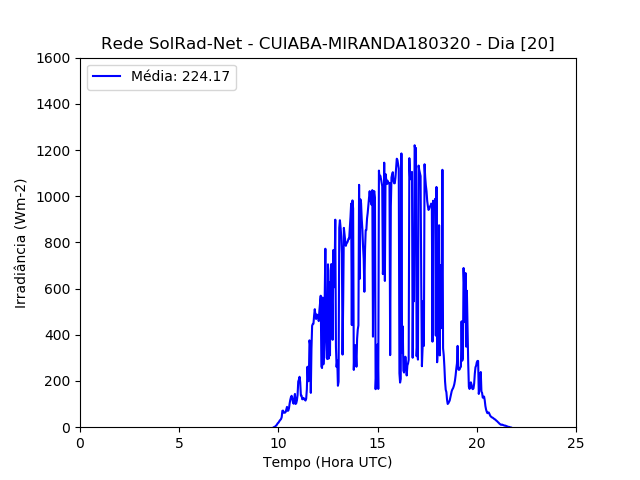 Rede SolRad-Net - CUIABA-MIRANDA180320 - Dia [20]
Média: 224.17
Irradiância (Wm-2)
1600
1400
1200
1000
800
600
400
200
0
0 5 10 15 20 25
Tempo (Hora UTC)